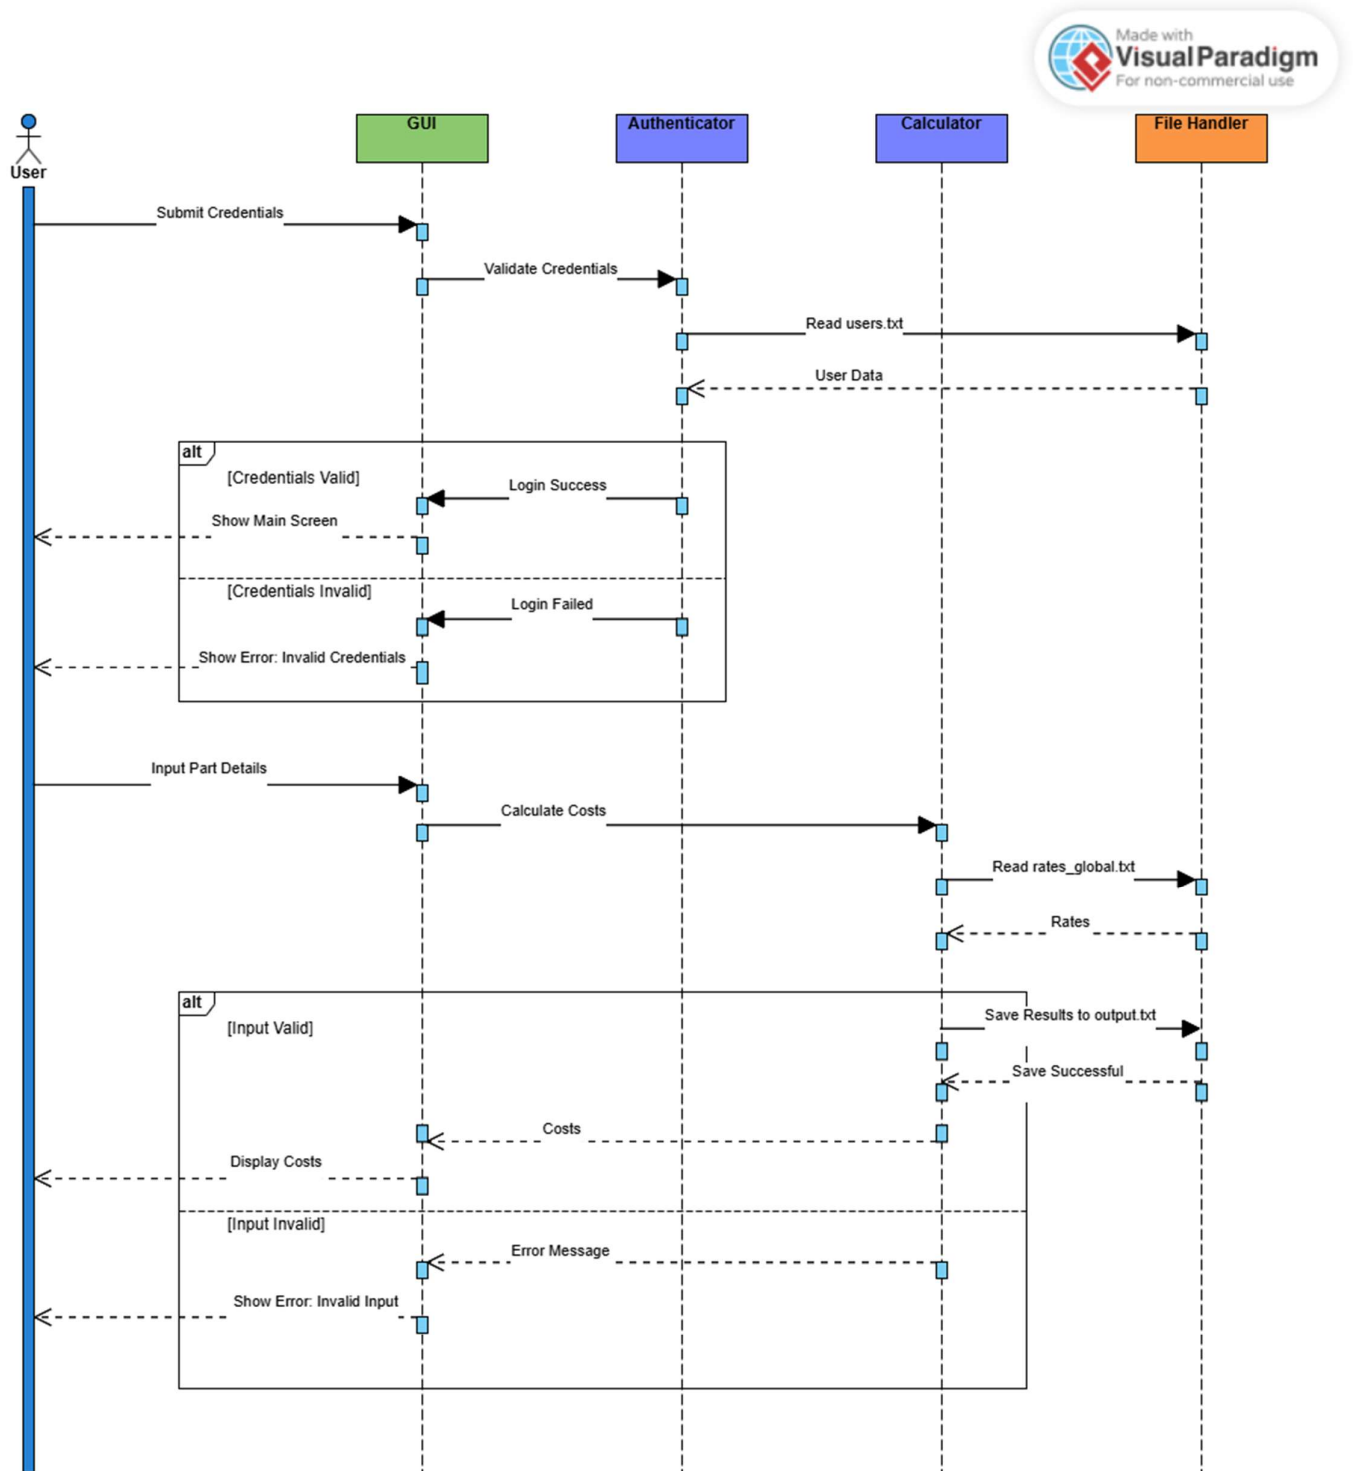 Made with
Visual Paradigm
For non-commercial use
GUI
Authenticator
Calculator
File Handler
User
Submit Credentials
Validate Credentials
Read users.txt
User Data
alt
[Credentials Valid]
Login Success
Show Main Screen
[Credentials Invalid]
Login Failed
Show Error: Invalid Credentials
Input Part Details
Calculate Costs
Read rates_global.txt
Rates
alt
[Input Valid]
Save Results to output.txt
Save Successful
Costs
Display Costs
[Input Invalid]
Error Message
Show Error: Invalid Input